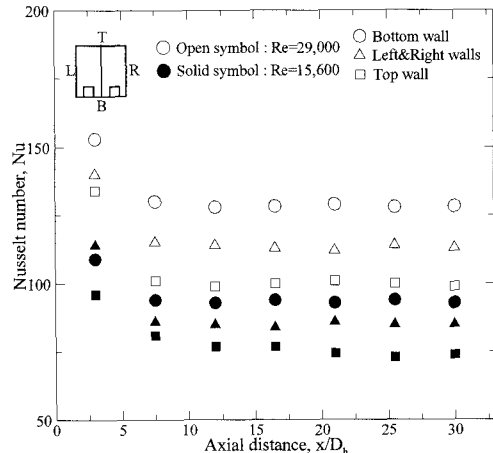 200
150
100
50
Nusselt number, Nu
T
L
R
B
Open symbol : Re=29,000
Solid symbol : Re=15,600
Bottom wall
Left&Right walls
Top wall
0
5
10
15
20
25
30
Axial distance, x/D_h